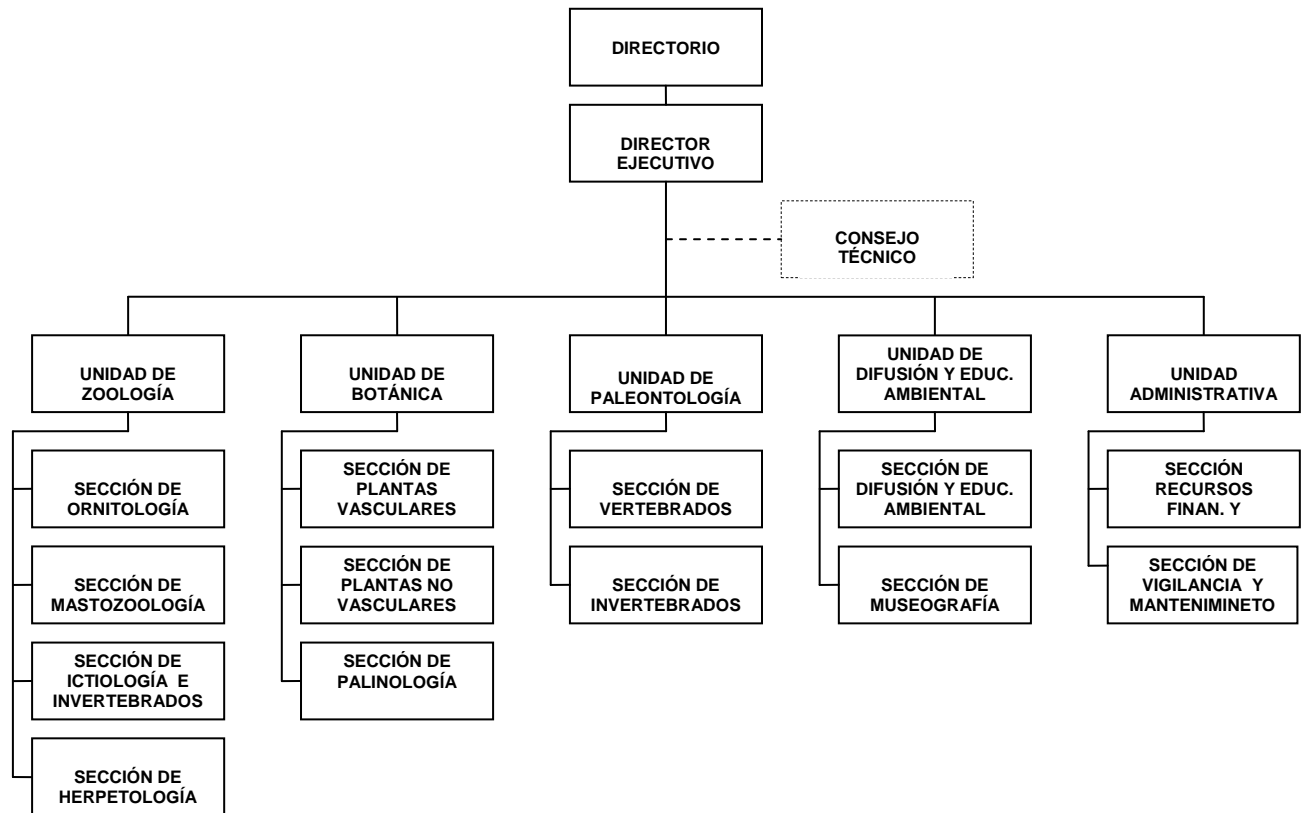 DIRECTORIO
DIRECTOR
EJECUTIVO
CONSEJO
TÉCNICO
UNIDAD DE
ZOOLOGÍA
UNIDAD DE
BOTÁNICA
UNIDAD DE
PALEONTOLOGÍA
UNIDAD DE
DIFUSIÓN Y EDUC.
AMBIENTAL
UNIDAD
ADMINISTRATIVA
SECCIÓN DE
ORNITOLOGÍA
SECCIÓN DE
PLANTAS
VASCULARES
SECCIÓN DE
VERTEBRADOS
SECCIÓN DE
DIFUSIÓN Y EDUC.
AMBIENTAL
SECCIÓN
RECURSOS
FINAN. Y
SECCIÓN DE
MASTOZOOLOGÍA
SECCIÓN DE
PLANTAS NO
VASCULARES
SECCIÓN DE
INVERTEBRADOS
SECCIÓN DE
MUSEOGRAFÍA
SECCIÓN DE
VIGILANCIA Y
MANTENIMINETO
SECCIÓN DE
ICTIOLOGÍA E
INVERTEBRADOS
SECCIÓN DE
PALINOLOGÍA
SECCIÓN DE
HERPETOLOGÍA